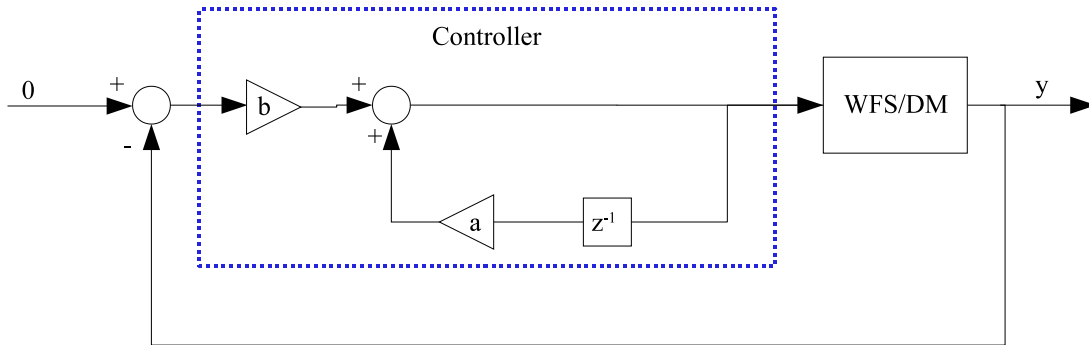 Controller
0
+
-
b
+
+
a
z⁻¹
WFS/DM
y